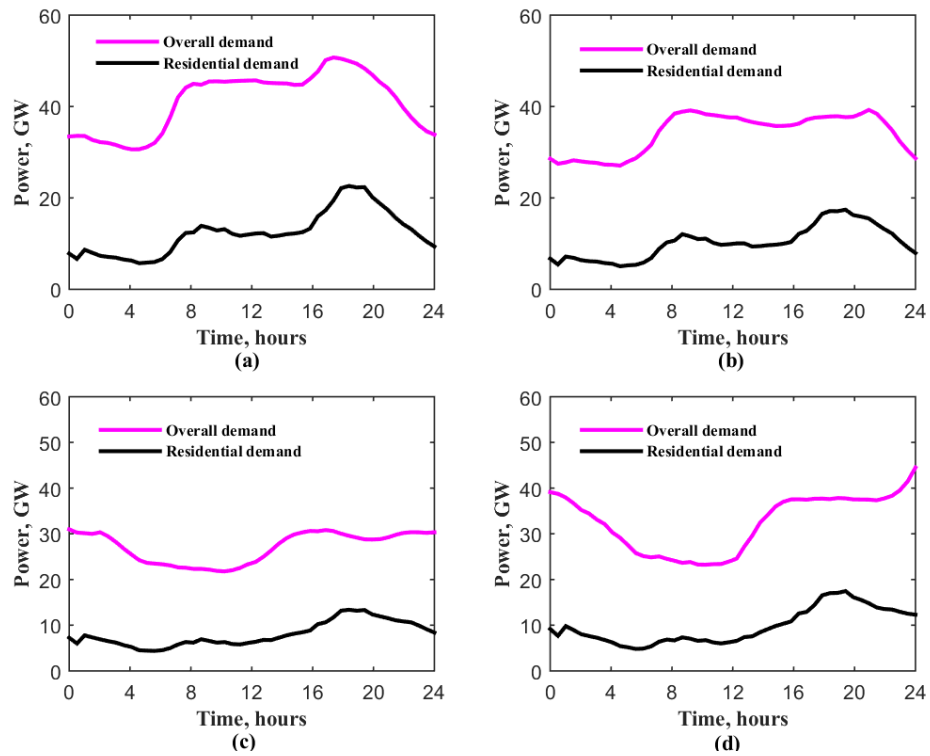 60
Overall demand
Residential demand
40
20
0
Power, GW
0 4 8 12 16 20 24
Time, hours
(a)
60
Overall demand
Residential demand
40
20
0
Power, GW
0 4 8 12 16 20 24
Time, hours
(b)
60
50
Overall demand
Residential demand
40
30
20
10
0
Power, GW
0 4 8 12 16 20 24
Time, hours
(c)
60
50
Overall demand
Residential demand
40
30
20
10
0
Power, GW
0 4 8 12 16 20 24
Time, hours
(d)